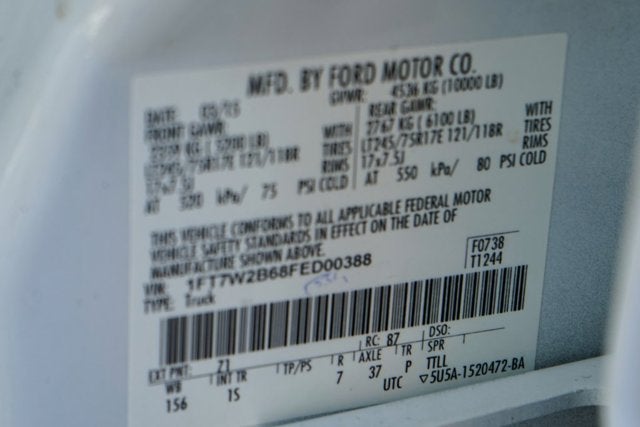 MFD. BY FORD MOTOR CO.
DATE: 03/15 GVWR: 4536 KG (10000 LB)
FRONT GAWR: REAR GAWR:
LB) WITH 2767 KG (6100 LB) WITH
LT245/75R17E 121/118R TIRES LT245/75R17E 121/118R TIRES
17x7.5J RIMS 17x7.5J RIMS
AT 520 kPa/ 75 PSI COLD AT 550 kPa/ 80 PSI COLD
THIS VEHICLE CONFORMS TO ALL APPLICABLE FEDERAL MOTOR
VEHICLE SAFETY STANDARDS IN EFFECT ON THE DATE OF
MANUFACTURE SHOWN ABOVE.
VIN: 1FT7W2B68FED00388 F0738
TYPE: Truck T1244
EXT PNT: Z1 RC: 87 DSO:
WB INT TR TP/PS R AXLE TR SPR
156 1S 7 37 P TTLL
UTC ▽5U5A-1520472-BA